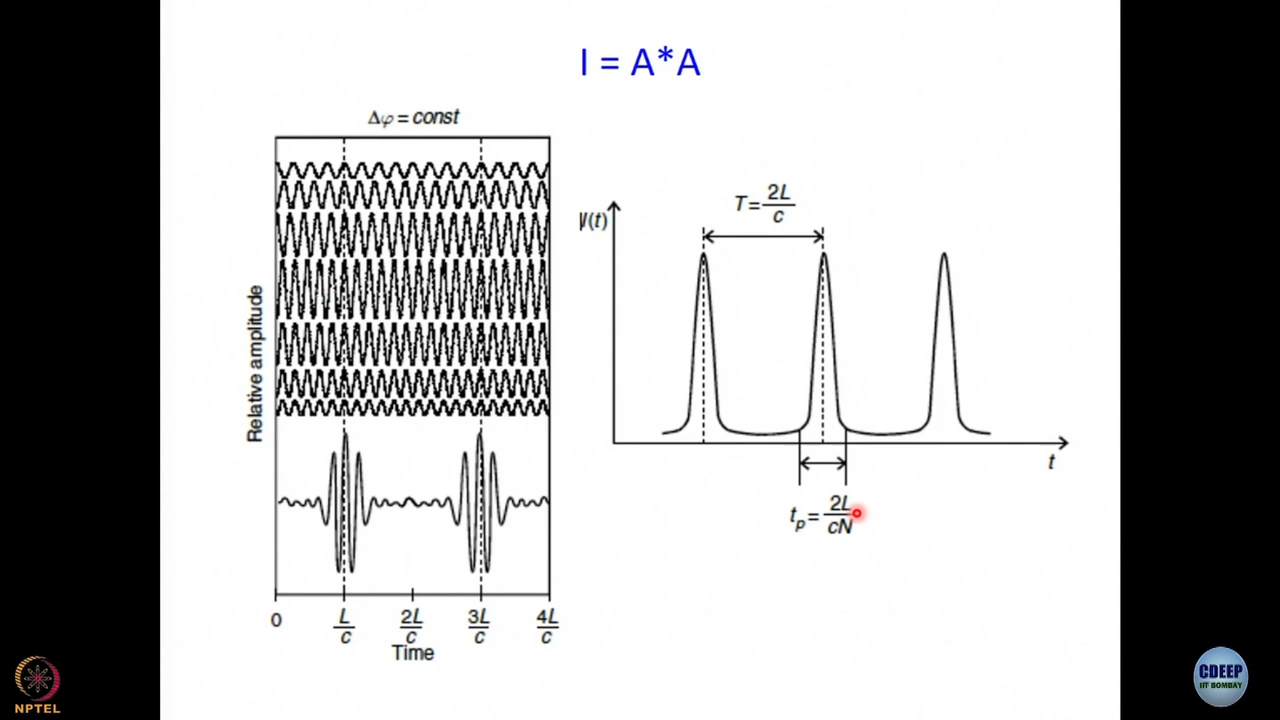 I = A*A
Δφ = const
Relative amplitude
0
L/c
2L/c
3L/c
4L/c
Time
I(t)
T = 2L/c
t
t_p = 2L/cN
NPTEL
CDEEP
IIT BOMBAY